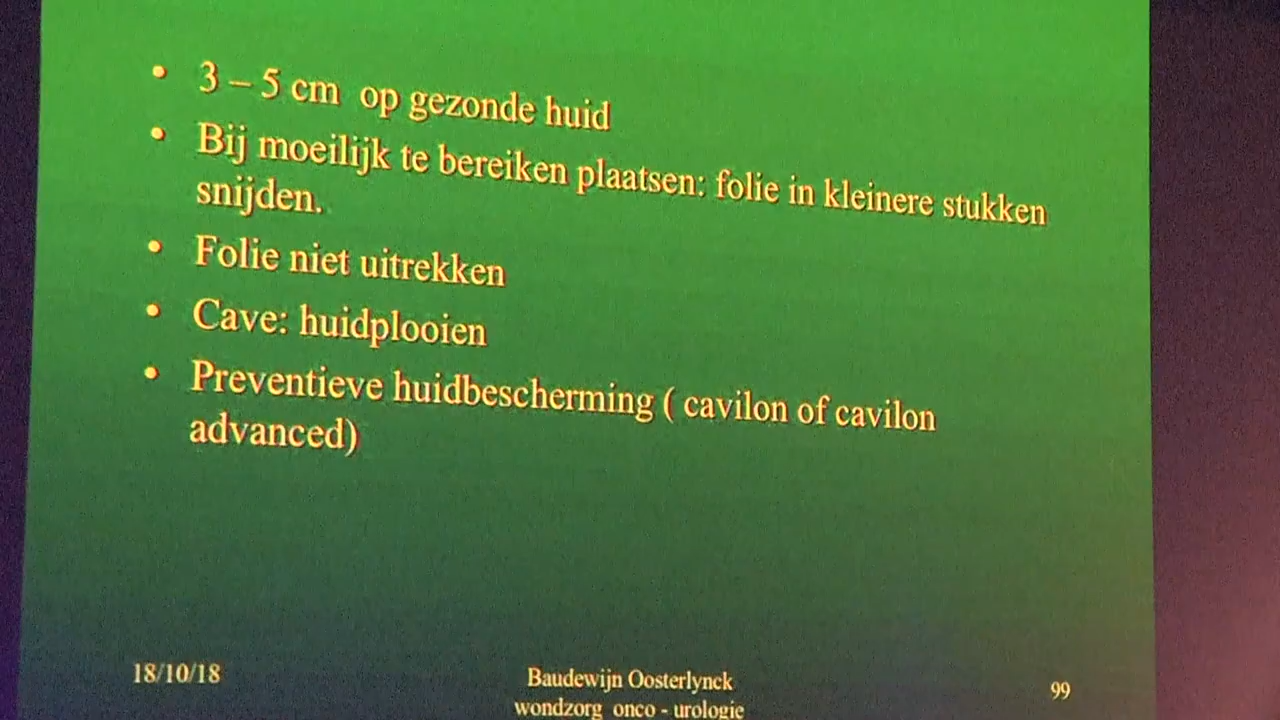 • 3 – 5 cm op gezonde huid
• Bij moeilijk te bereiken plaatsen: folie in kleinere stukken
snijden.
• Folie niet uitrekken
• Cave: huidplooien
• Preventieve huidbescherming ( cavilon of cavilon
advanced)
18/10/18
Baudewijn Oosterlynck
wondzorg onco - urologie
99